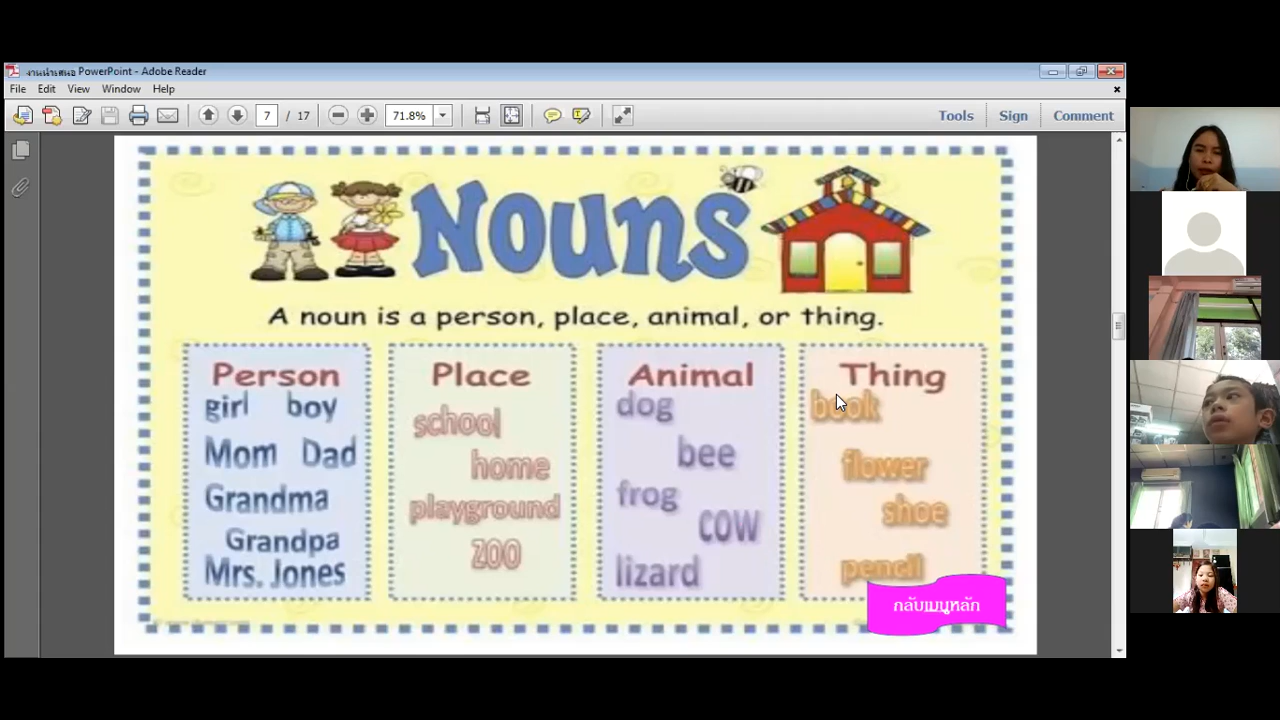 งานนำเสนอ PowerPoint - Adobe Reader
File Edit View Window Help
7 / 17 71.8% Tools Sign Comment
Nouns
A noun is a person, place, animal, or thing.
Person
girl boy
Mom Dad
Grandma
Grandpa
Mrs. Jones
Place
school
home
playground
zoo
Animal
dog
bee
frog
cow
lizard
Thing
book
flower
shoe
pencil
กลับเมนูหลัก